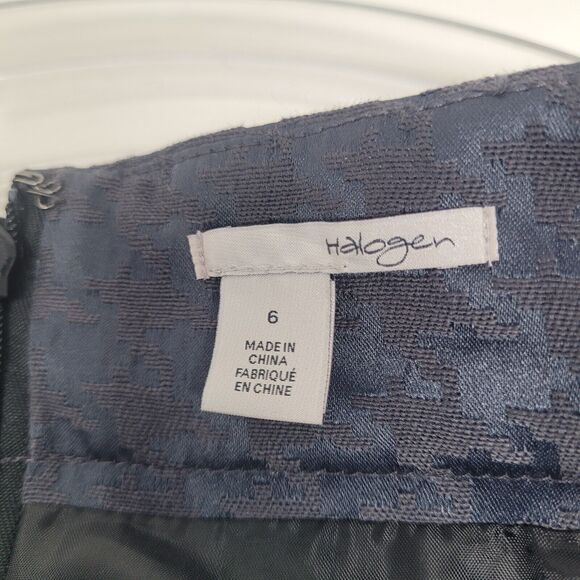 Halogen
6
MADE IN
CHINA
FABRIQUÉ
EN CHINE